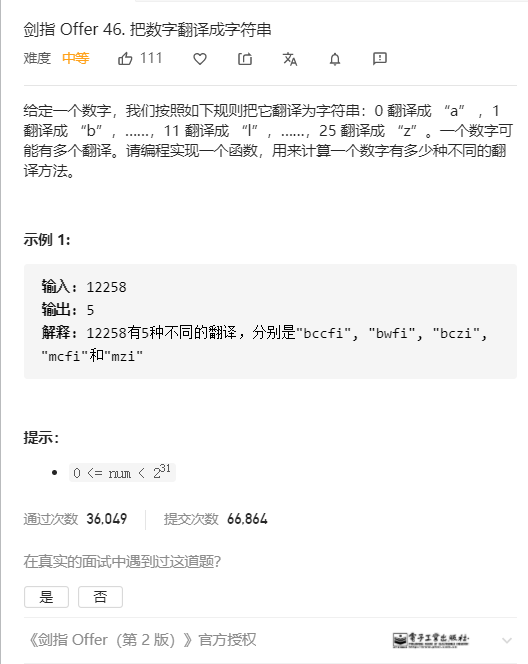 剑指 Offer 46. 把数字翻译成字符串
难度 中等 111
给定一个数字，我们按照如下规则把它翻译为字符串：0 翻译成 “a” ，1
翻译成 “b”，……，11 翻译成 “l”，……，25 翻译成 “z”。一个数字可
能有多个翻译。请编程实现一个函数，用来计算一个数字有多少种不同的翻
译方法。
示例 1:
输入: 12258
输出: 5
解释: 12258有5种不同的翻译，分别是"bccfi", "bwfi", "bczi",
"mcfi"和"mzi"
提示：
0 <= num < 2³¹
通过次数 36,049 提交次数 66,864
在真实的面试中遇到过这道题？
是 否
《剑指 Offer（第 2 版）》官方授权 电子工业出版社